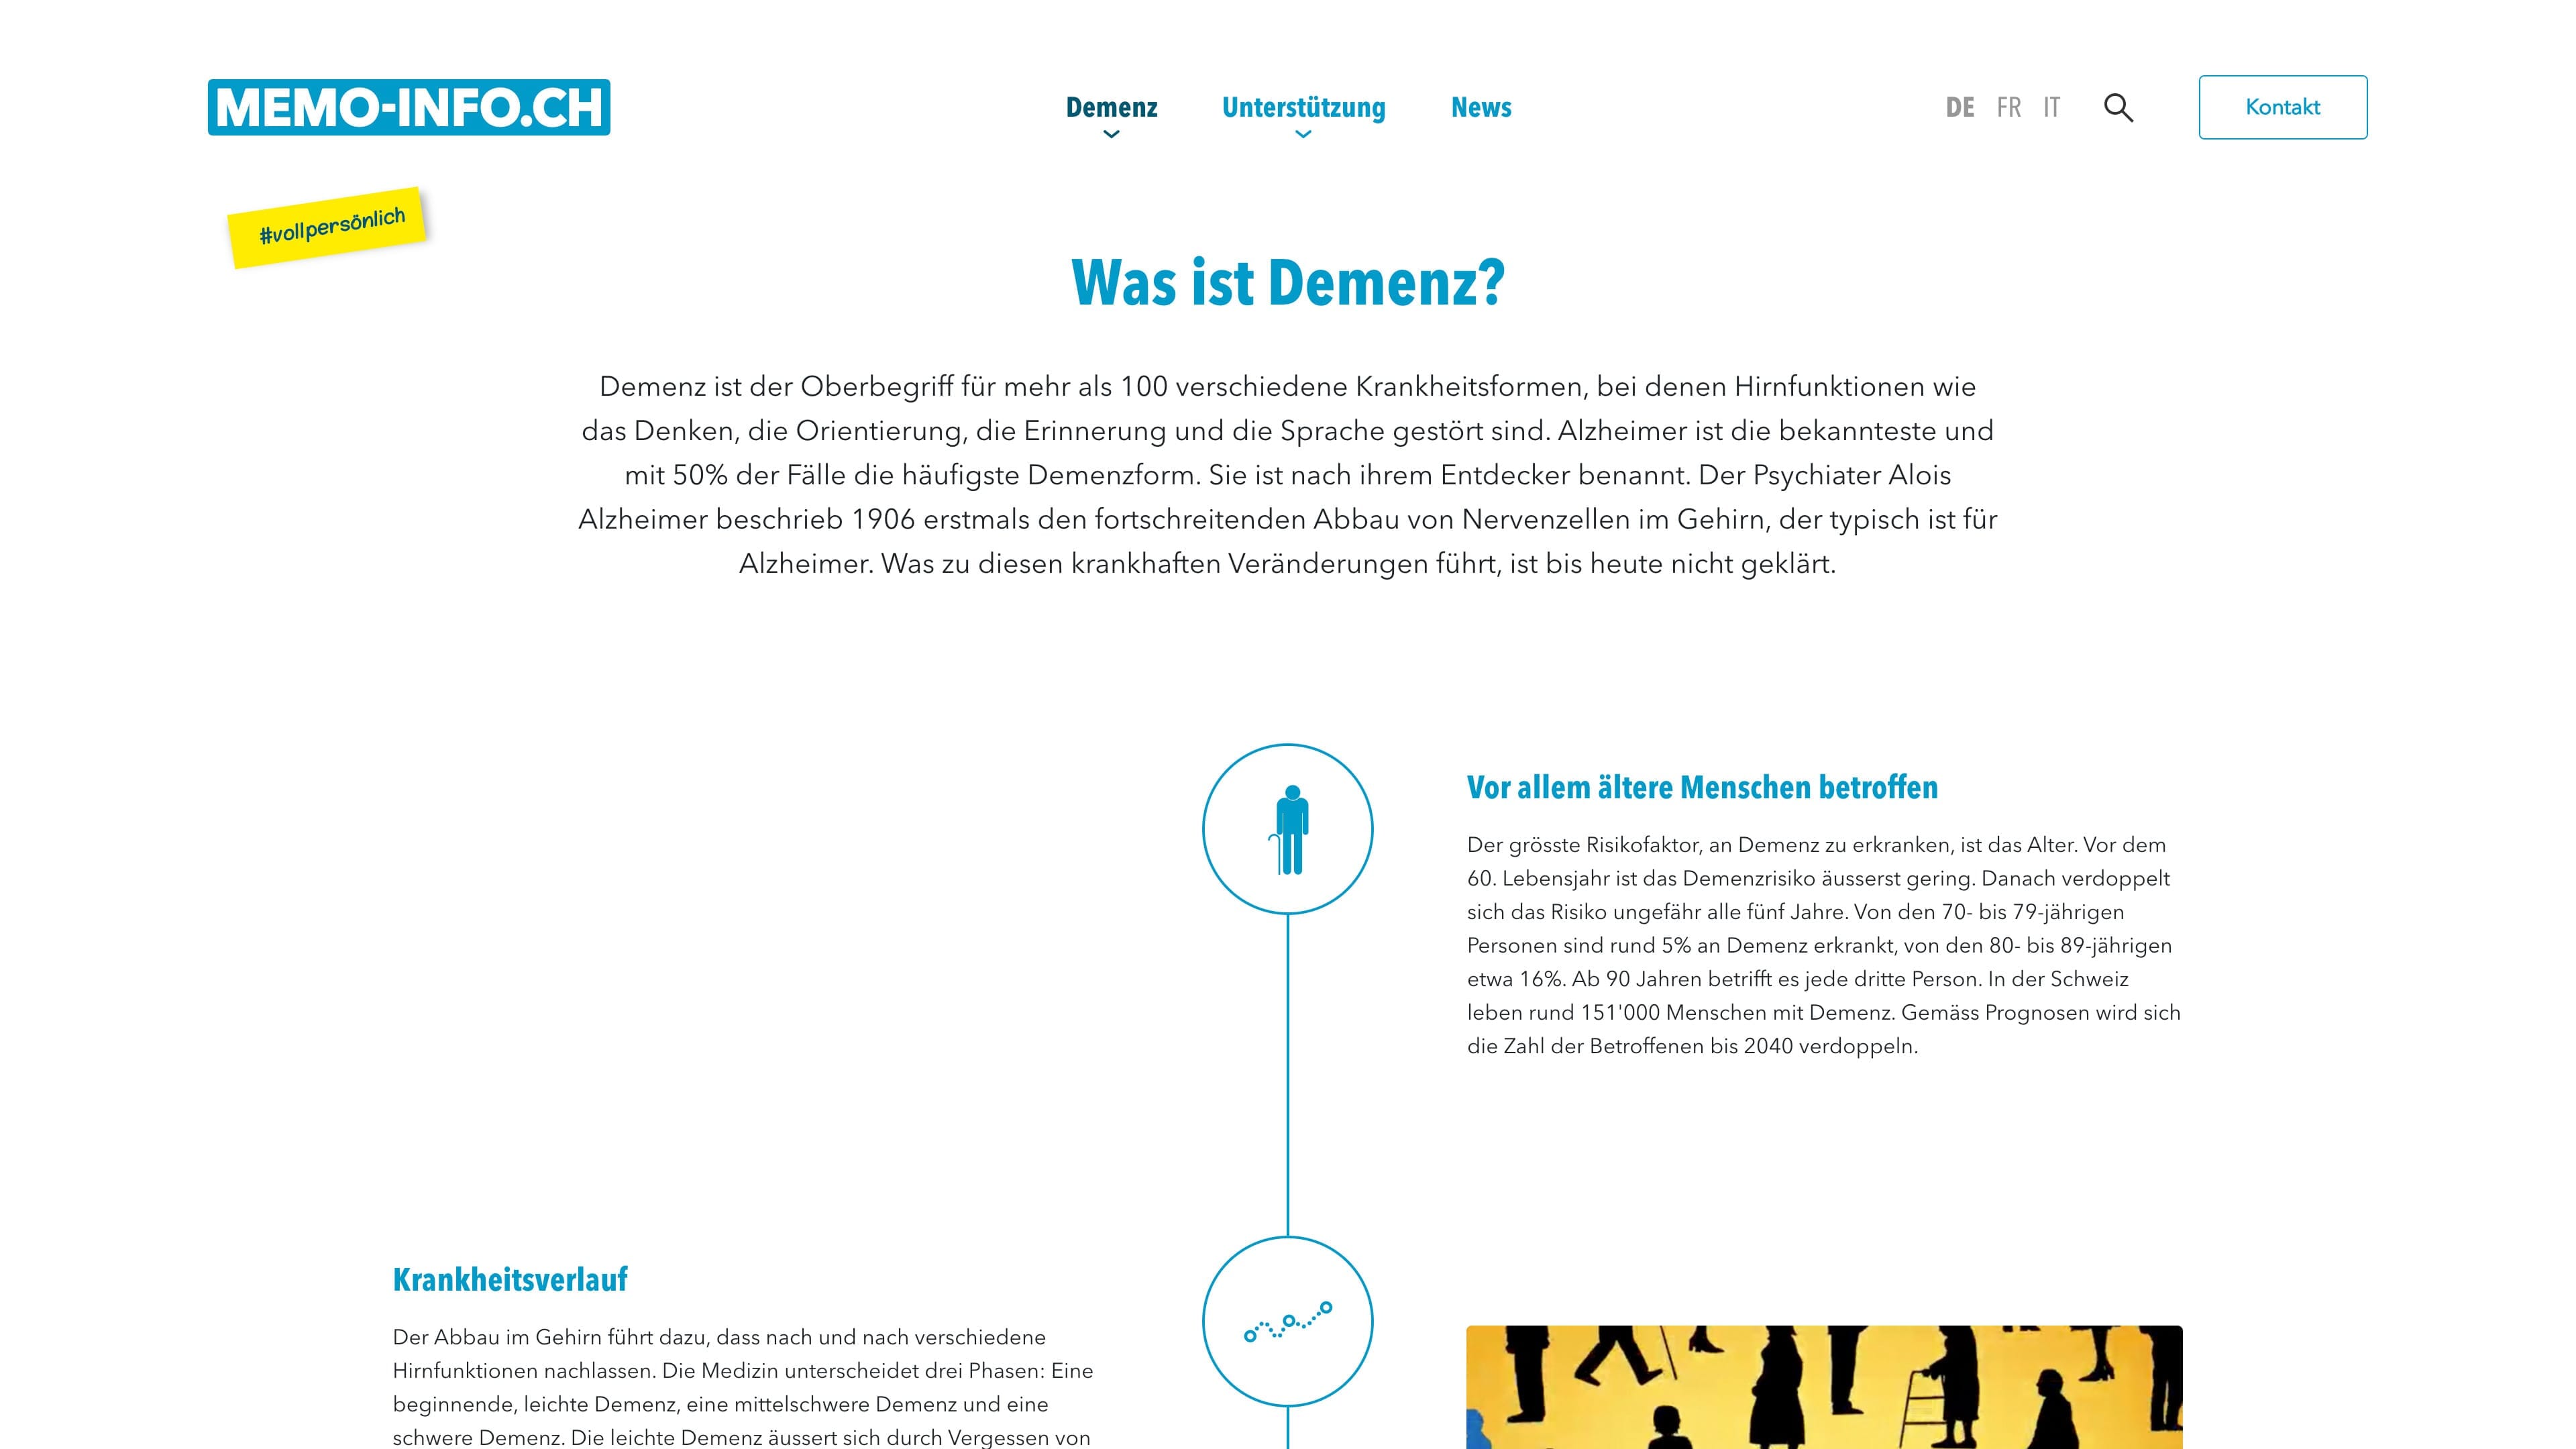 MEMO-INFO.CH
Demenz
Unterstützung
News
DE FR IT
Kontakt
#vollpersönlich
Was ist Demenz?
Demenz ist der Oberbegriff für mehr als 100 verschiedene Krankheitsformen, bei denen Hirnfunktionen wie
das Denken, die Orientierung, die Erinnerung und die Sprache gestört sind. Alzheimer ist die bekannteste und
mit 50% der Fälle die häufigste Demenzform. Sie ist nach ihrem Entdecker benannt. Der Psychiater Alois
Alzheimer beschrieb 1906 erstmals den fortschreitenden Abbau von Nervenzellen im Gehirn, der typisch ist für
Alzheimer. Was zu diesen krankhaften Veränderungen führt, ist bis heute nicht geklärt.
Vor allem ältere Menschen betroffen
Der grösste Risikofaktor, an Demenz zu erkranken, ist das Alter. Vor dem
60. Lebensjahr ist das Demenzrisiko äusserst gering. Danach verdoppelt
sich das Risiko ungefähr alle fünf Jahre. Von den 70- bis 79-jährigen
Personen sind rund 5% an Demenz erkrankt, von den 80- bis 89-jährigen
etwa 16%. Ab 90 Jahren betrifft es jede dritte Person. In der Schweiz
leben rund 151'000 Menschen mit Demenz. Gemäss Prognosen wird sich
die Zahl der Betroffenen bis 2040 verdoppeln.
Krankheitsverlauf
Der Abbau im Gehirn führt dazu, dass nach und nach verschiedene
Hirnfunktionen nachlassen. Die Medizin unterscheidet drei Phasen: Eine
beginnende, leichte Demenz, eine mittelschwere Demenz und eine
schwere Demenz. Die leichte Demenz äussert sich durch Vergessen von